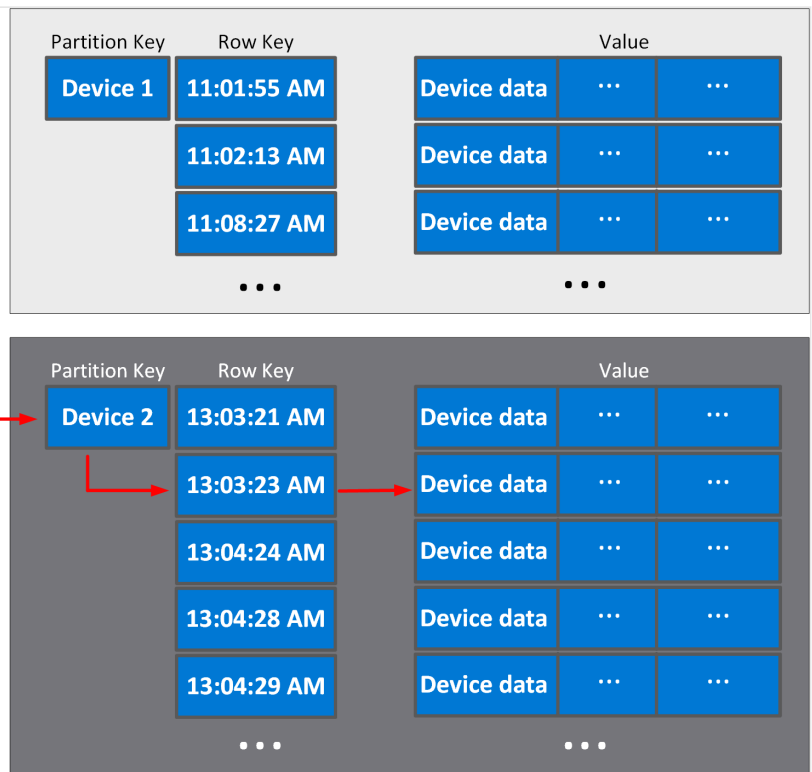 Partition Key Row Key Value
Device 1 11:01:55 AM Device data ... ...
11:02:13 AM Device data ... ...
11:08:27 AM Device data ... ...
... ...
Partition Key Row Key Value
Device 2 13:03:21 AM Device data ... ...
13:03:23 AM Device data ... ...
13:04:24 AM Device data ... ...
13:04:28 AM Device data ... ...
13:04:29 AM Device data ... ...
... ...